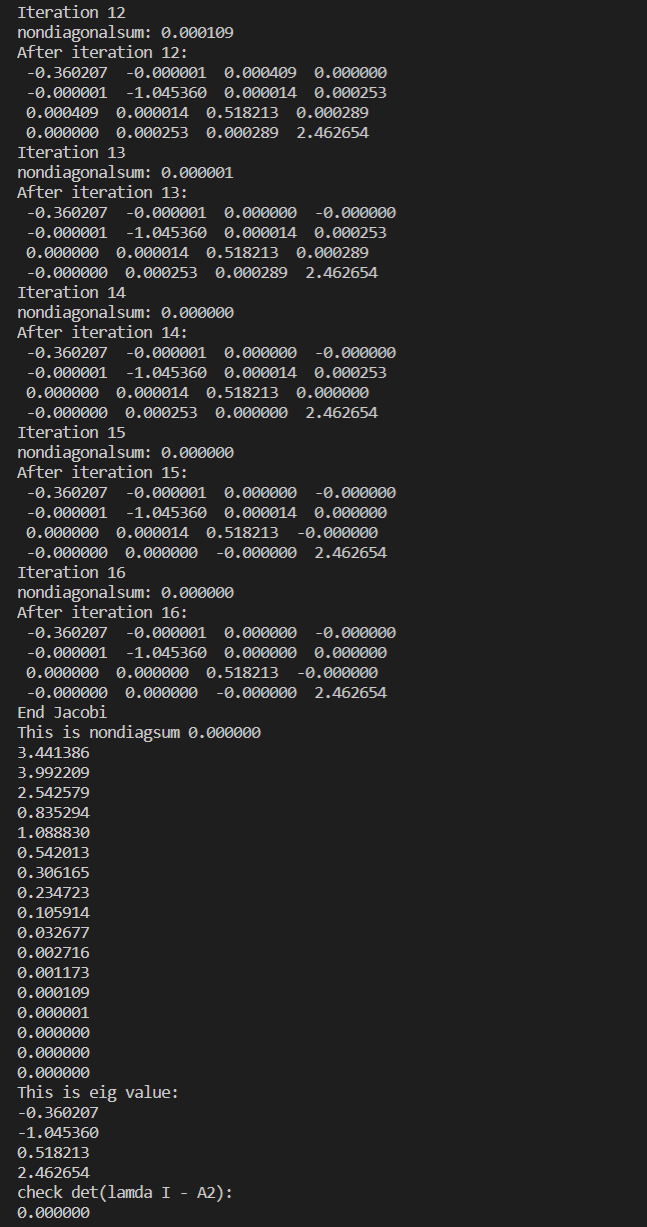 Iteration 12
nondiagonalsum: 0.000109
After iteration 12:
-0.360207 -0.000001 0.000409 0.000000
-0.000001 -1.045360 0.000014 0.000253
0.000409 0.000014 0.518213 0.000289
0.000000 0.000253 0.000289 2.462654
Iteration 13
nondiagonalsum: 0.000001
After iteration 13:
-0.360207 -0.000001 0.000000 -0.000000
-0.000001 -1.045360 0.000014 0.000253
0.000000 0.000014 0.518213 0.000289
-0.000000 0.000253 0.000289 2.462654
Iteration 14
nondiagonalsum: 0.000000
After iteration 14:
-0.360207 -0.000001 0.000000 -0.000000
-0.000001 -1.045360 0.000014 0.000253
0.000000 0.000014 0.518213 0.000000
-0.000000 0.000253 0.000000 2.462654
Iteration 15
nondiagonalsum: 0.000000
After iteration 15:
-0.360207 -0.000001 0.000000 -0.000000
-0.000001 -1.045360 0.000014 0.000000
0.000000 0.000014 0.518213 -0.000000
-0.000000 0.000000 -0.000000 2.462654
Iteration 16
nondiagonalsum: 0.000000
After iteration 16:
-0.360207 -0.000001 0.000000 -0.000000
-0.000001 -1.045360 0.000000 0.000000
0.000000 0.000000 0.518213 -0.000000
-0.000000 0.000000 -0.000000 2.462654
End Jacobi
This is nondiagsum 0.000000
3.441386
3.992209
2.542579
0.835294
1.088830
0.542013
0.306165
0.234723
0.105914
0.032677
0.002716
0.001173
0.000109
0.000001
0.000000
0.000000
0.000000
This is eig value:
-0.360207
-1.045360
0.518213
2.462654
check det(lamda I - A2):
0.000000